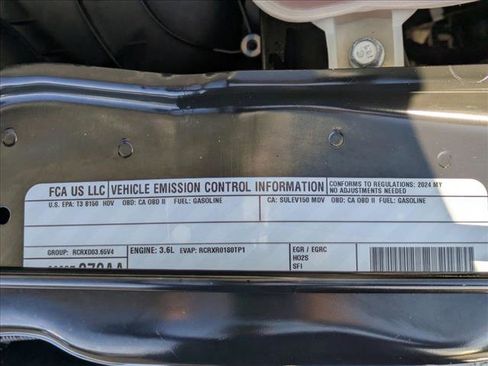 FCA US LLC VEHICLE EMISSION CONTROL INFORMATION CONFORMS TO REGULATIONS: 2024 MY
NO ADJUSTMENTS NEEDED
U.S. EPA: T3 B150 HDV OBD: CA OBD II FUEL: GASOLINE CA: SULEV150 MDV OBD: CA OBD II FUEL: GASOLINE
GROUP: RCRXD03.65V4 ENGINE: 3.6L EVAP: RCRXR0180TP1 EGR / EGRC
HO2S
SFI